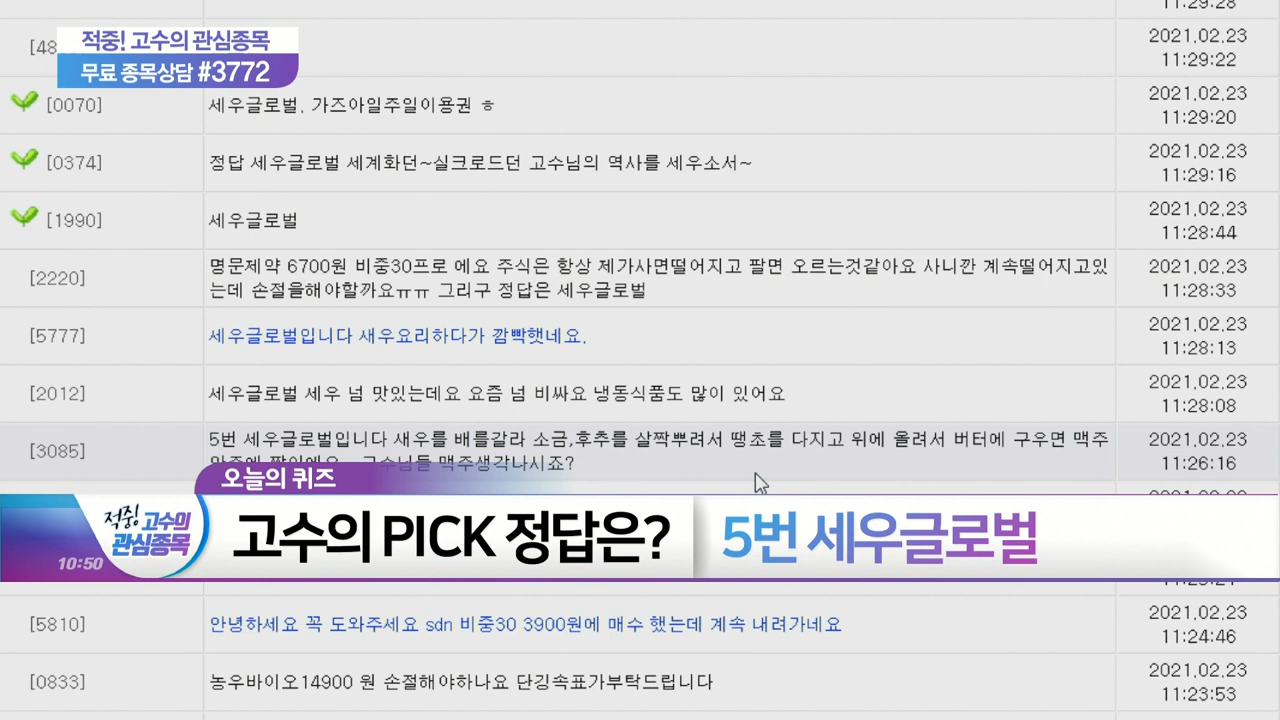 11:29:28
적중! 고수의 관심종목
무료 종목상담 #3772
[48
2021.02.23
11:29:22
[0070]
세우글로벌. 가즈아일주일이용권 ㅎ
2021.02.23
11:29:20
[0374]
정답 세우글로벌 세계화던~실크로드던 고수님의 역사를 세우소서~
2021.02.23
11:29:16
[1990]
세우글로벌
2021.02.23
11:28:44
[2220]
명문제약 6700원 비중30프로 에요 주식은 항상 제가사면떨어지고 팔면 오르는것같아요 사니깐 계속떨어지고있
는데 손절을해야할까요ㅠㅠ 그리구 정답은 세우글로벌
2021.02.23
11:28:33
[5777]
세우글로벌입니다 새우요리하다가 깜빡햇네요.
2021.02.23
11:28:13
[2012]
세우글로벌 세우 넘 맛있는데요 요즘 넘 비싸요 냉동식품도 많이 있어요
2021.02.23
11:28:08
[3085]
5번 세우글로벌입니다 새우를 배를갈라 소금,후추를 살짝뿌려서 땡초를 다지고 위에 올려서 버터에 구우면 맥주
맥주생각나시죠?
2021.02.23
11:26:16
오늘의 퀴즈
적중! 고수의
관심종목
10:50
고수의 PICK 정답은?
5번 세우글로벌
[5810]
안녕하세요 꼭 도와주세요 sdn 비중30 3900원에 매수 했는데 계속 내려가네요
2021.02.23
11:24:46
[0833]
농우바이오14900 원 손절해야하나요 단깅속표가부탁드립니다
2021.02.23
11:23:53